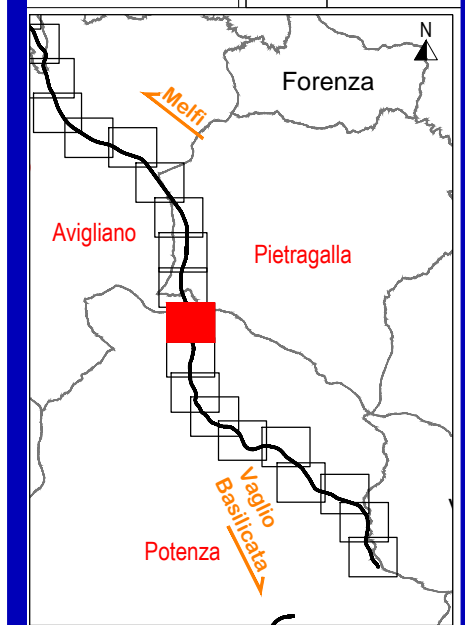 N
Forenza
Melfi
Avigliano
Pietragalla
Vaglio
Basilicata
Potenza